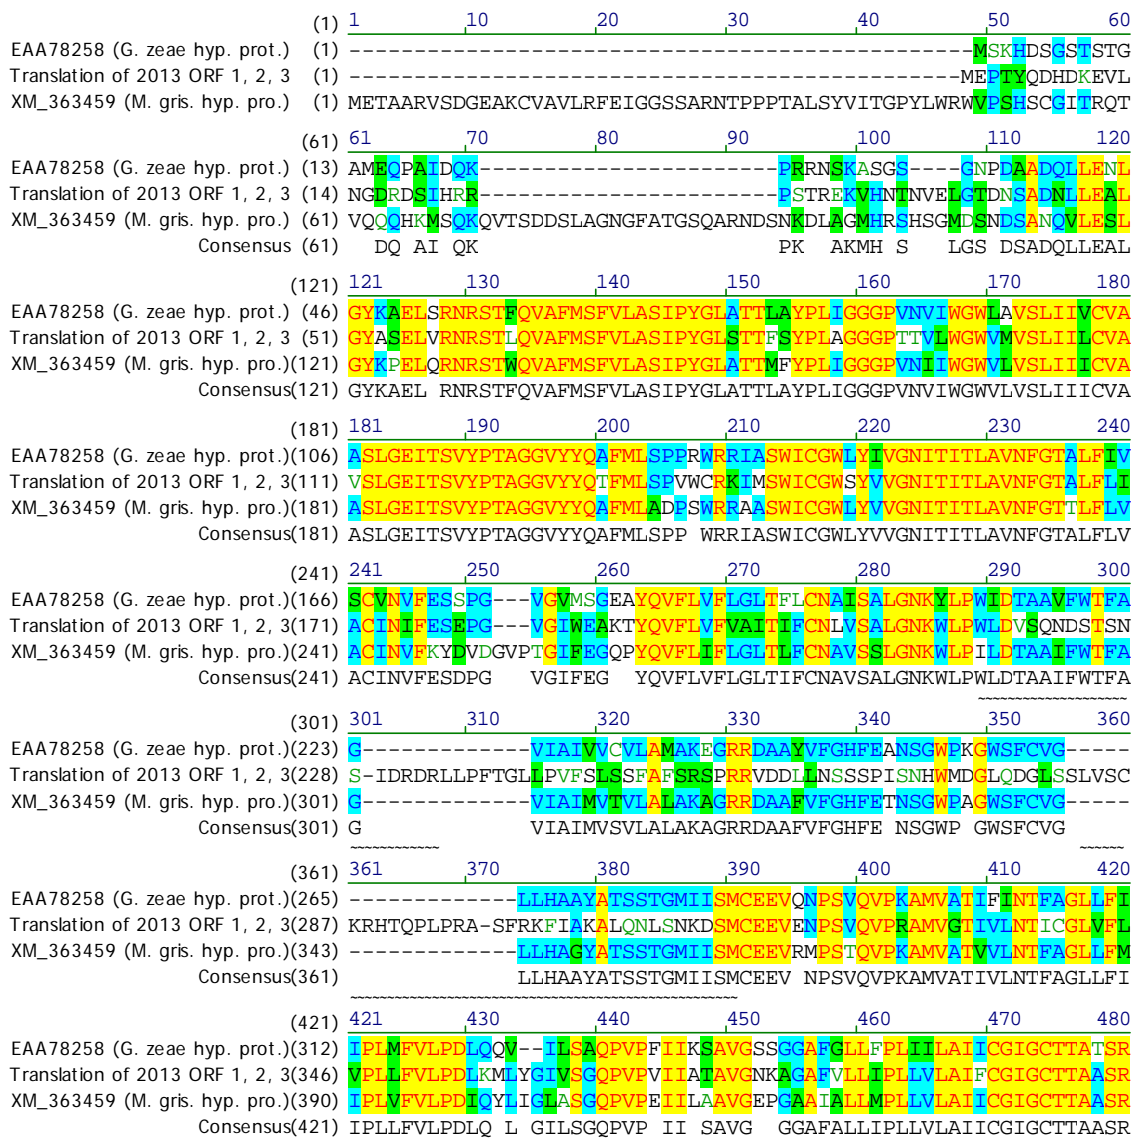 (1) 1 10 20 30 40 50 60
EAA78258 (G. zeae hyp. prot.) (1) ------------------------------------------------MSKHDSGSTSTG
Translation of 2013 ORF 1, 2, 3 (1) -----------------------------------------------MEPTYQDHDKEVL
XM_363459 (M. gris. hyp. pro.) (1) METAARVSDGEAKCVAVLRFEIGGSSARNTPPPTALSYVITGPYLWRWVPSHSCGITRQT
(61) 61 70 80 90 100 110 120
EAA78258 (G. zeae hyp. prot.) (13) AMEQPAIDQK-----------------------PRRNSKASGS----GNPDAADQLLENL
Translation of 2013 ORF 1, 2, 3 (14) NGDRDSIHRR-----------------------PSTREKVHNTNVELGTDNSADNLLEAL
XM_363459 (M. gris. hyp. pro.) (61) VQQQHKMSQKQVTSDDSLAGNGFATGSQARNDSNKDLAGMHRSHSGMDSNDSANQVLESL
Consensus (61) DQ AI QK PK AKMH S LGS DSADQLLEAL
(121) 121 130 140 150 160 170 180
EAA78258 (G. zeae hyp. prot.) (46) GYKAELSRNRSTFQVAFMSFVLASIPYGLATTLAYPLIGGGPVNVIWGWLAVSLIIVCVA
Translation of 2013 ORF 1, 2, 3 (51) GYASELVRNRSTLQVAFMSFVLASIPYGLSTTFSYPLAGGGPTTVLWGWVMVSLIILCVA
XM_363459 (M. gris. hyp. pro.)(121) GYKPELQRNRSTWQVAFMSFVLASIPYGLATTMFYPLIGGGPVNIIWGWVLVSLIIICVA
Consensus(121) GYKAEL RNRSTFQVAFMSFVLASIPYGLATTLAYPLIGGGPVNVIWGWVLVSLIIICVA
(181) 181 190 200 210 220 230 240
EAA78258 (G. zeae hyp. prot.)(106) ASLGEITSVYPTAGGVYYQAFMLSPPRWRRIASWICGWLYIVGNITITLAVNFGTALFIV
Translation of 2013 ORF 1, 2, 3(111) VSLGEITSVYPTAGGVYYQTFMLSPVWCRKIMSWICGWSYVVGNITITLAVNFGTALFLI
XM_363459 (M. gris. hyp. pro.)(181) ASLGEITSVYPTAGGVYYQAFMLADPSWRRAASWICGWLYVVGNITITLAVNFGTTLFLV
Consensus(181) ASLGEITSVYPTAGGVYYQAFMLSPP WRRIASWICGWLYVVGNITITLAVNFGTALFLV
(241) 241 250 260 270 280 290 300
EAA78258 (G. zeae hyp. prot.)(166) SCVNVFESSPG---VGVMSGEAYQVFLVFLGLTFLCNAISALGNKYLPWIDTAAVFWTFA
Translation of 2013 ORF 1, 2, 3(171) ACINIFESEPG---VGIWEAKTYQVFLVFVAITIFCNLVSALGNKWLPWLDVSQNDSTSN
XM_363459 (M. gris. hyp. pro.)(241) ACINVFKYDVDGVPTGIFEGQPYQVFLIFLGLTLFCNAVSSLGNKWLPILDTAAIFWTFA
Consensus(241) ACINVFESDPG VGIFEG YQVFLVFLGLTIFCNAVSALGNKWLPWLDTAAIFWTFA
~~~~~~~~~~~~~~~~~~~~
(301) 301 310 320 330 340 350 360
EAA78258 (G. zeae hyp. prot.)(223) G-------------VIAIVVCVLAMAKEGRRDAAYVFGHFEANSGWPKGWSFCVG-----
Translation of 2013 ORF 1, 2, 3(228) S-IDRDRLLPFTGLLPVFSLSSFAFSRSPRRVDDLLNSSSPISNHWMDGLQDGLSSLVSC
XM_363459 (M. gris. hyp. pro.)(301) G-------------VIAIMVTVLALAKAGRRDAAFVFGHFETNSGWPAGWSFCVG-----
Consensus(301) G VIAIMVSVLALAKAGRRDAAFVFGHFE NSGWP GWSFCVG
~~~~~~~~~~~~ ~~~~~~
(361) 361 370 380 390 400 410 420
EAA78258 (G. zeae hyp. prot.)(265) -------------LLHAAYATSSTGMIISMCEEVQNPSVQVPKAMVATIFINTFAGLLFI
Translation of 2013 ORF 1, 2, 3(287) KRHTQPLPRA-SFRKFIAKALQNLSNKDSMCEEVENPSVQVPRAMVGTIVLNTICGLVFL
XM_363459 (M. gris. hyp. pro.)(343) -------------LLHAGYATSSTGMIISMCEEVRMPSTQVPKAMVATVVLNTFAGLLFM
Consensus(361) LLHAAYATSSTGMIISMCEEV NPSVQVPKAMVATIVLNTFAGLLFI
~~~~~~~~~~~~~~~~~~~~~~~~~~~~~~~~~~~~~~~~~~~~~~~~~~~~
(421) 421 430 440 450 460 470 480
EAA78258 (G. zeae hyp. prot.)(312) IPLMFVLPDLQQV--ILSAQPVPFIIKSAVGSSGGAFGLLFPLIILAIICGIGCTTATSR
Translation of 2013 ORF 1, 2, 3(346) VPLLFVLPDLKMLYGIVSGQPVPVIIATAVGNKAGAFVLLIPLLVLAIFCGIGCTTAASR
XM_363459 (M. gris. hyp. pro.)(390) IPLVFVLPDIQYLIGLASGQPVPEIILAAVGEPGAAIALLMPLLVLAIICGIGCTTAASR
Consensus(421) IPLLFVLPDLQ L GILSGQPVP II SAVG GGAFALLIPLLVLAIICGIGCTTAASR